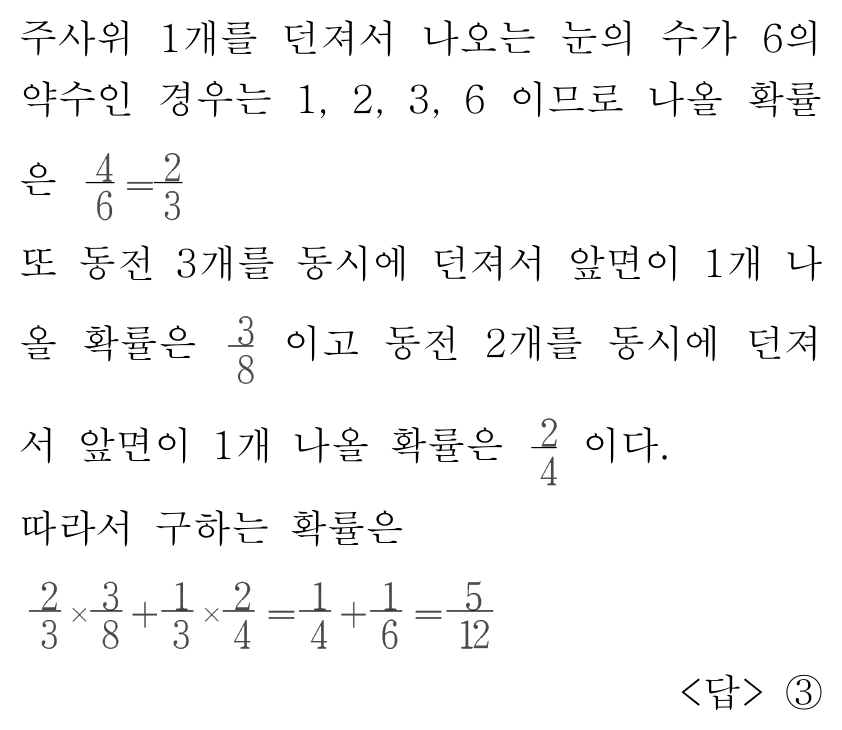 주사위 1개를 던져서 나오는 눈의 수가 6의
약수인 경우는 1, 2, 3, 6 이므로 나올 확률
은 4/6=2/3
또 동전 3개를 동시에 던져서 앞면이 1개 나
올 확률은 3/8 이고 동전 2개를 동시에 던져
서 앞면이 1개 나올 확률은 2/4 이다.
따라서 구하는 확률은
2/3×3/8+1/3×2/4=1/4+1/6=5/12
<답> ③